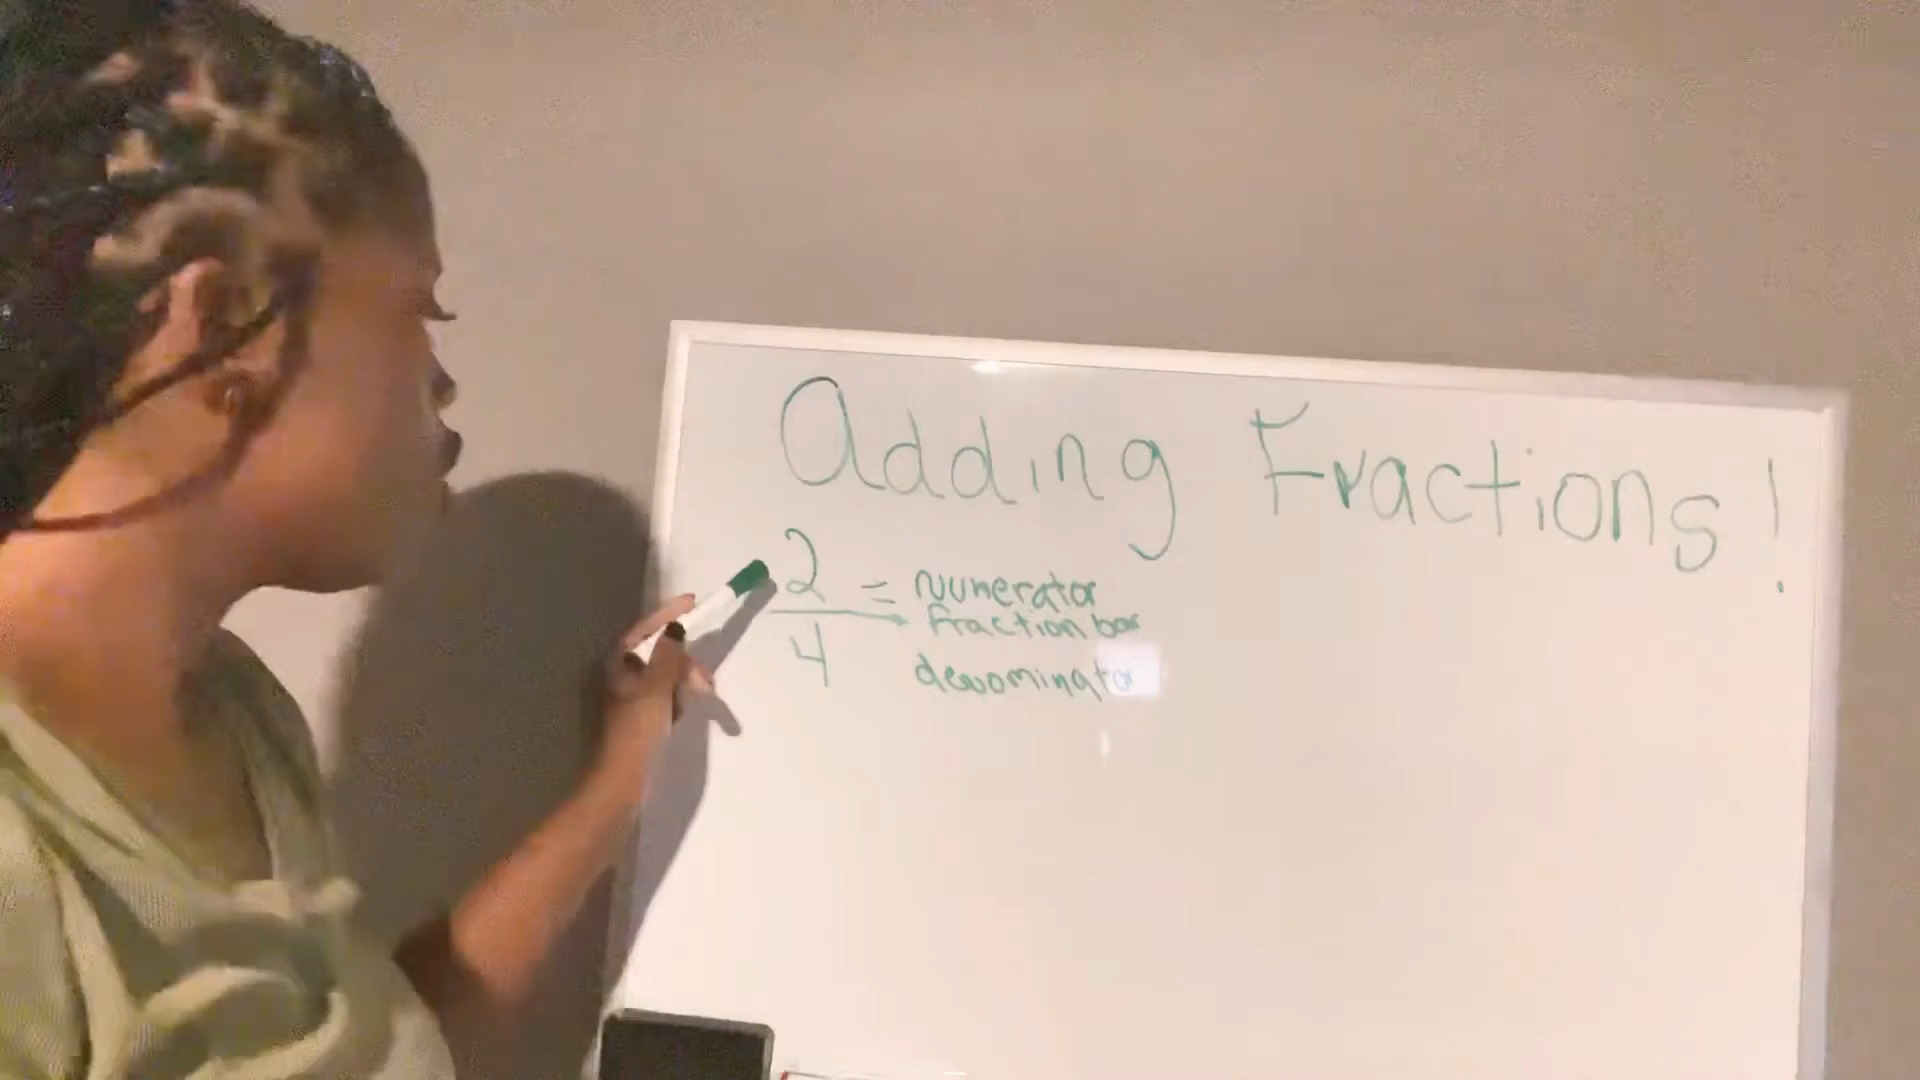 Adding Fractions!
2 = Numerator
fraction bar
4 denominator